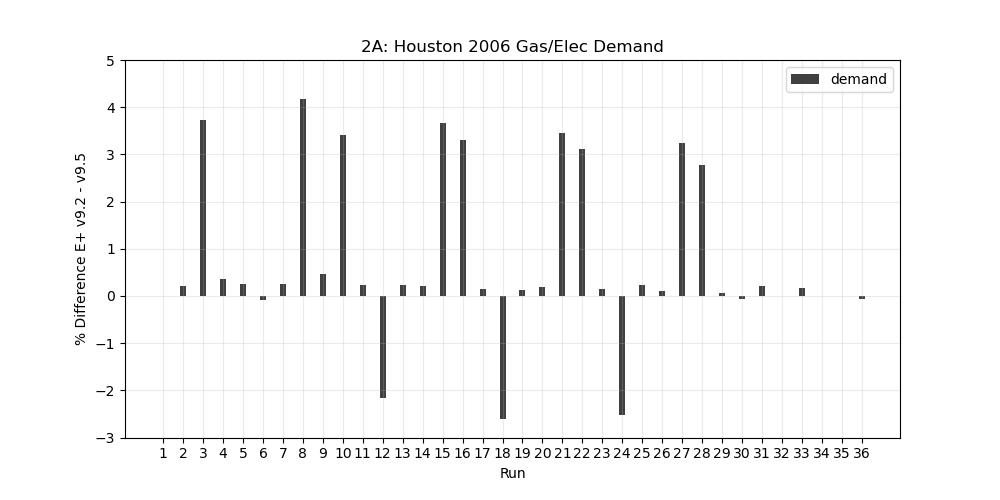 2A: Houston 2006 Gas/Elec Demand
demand
% Difference E+ v9.2 - v9.5
5
4
3
2
1
0
−1
−2
−3
1 2 3 4 5 6 7 8 9 10 11 12 13 14 15 16 17 18 19 20 21 22 23 24 25 26 27 28 29 30 31 32 33 34 35 36
Run